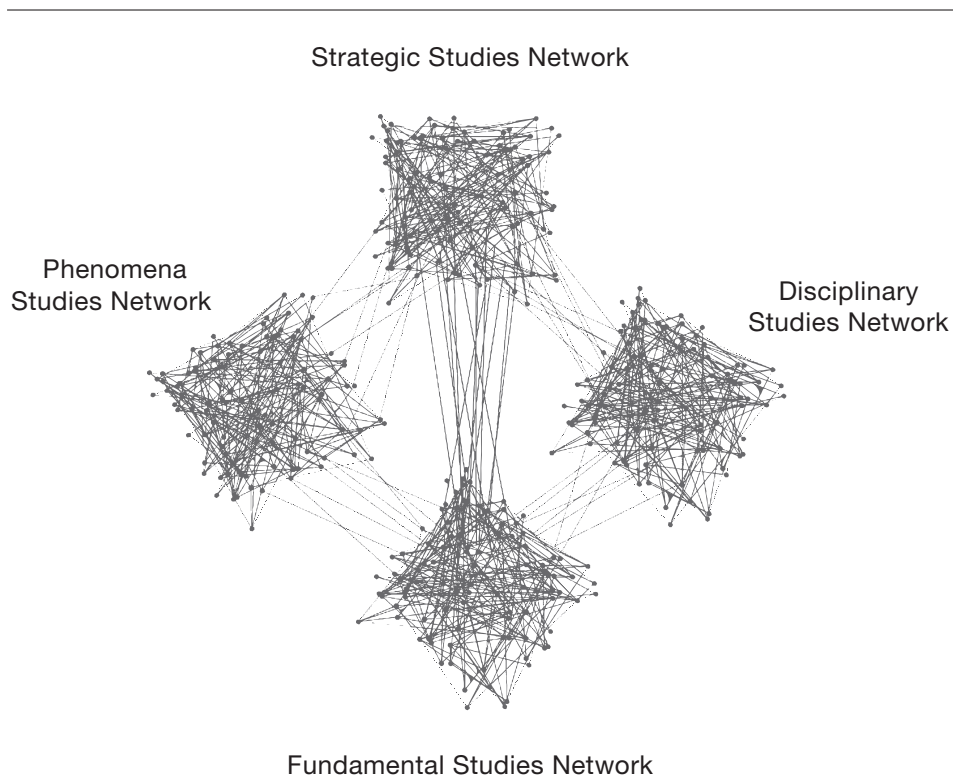 Strategic Studies Network
Phenomena
Studies Network
Disciplinary
Studies Network
Fundamental Studies Network